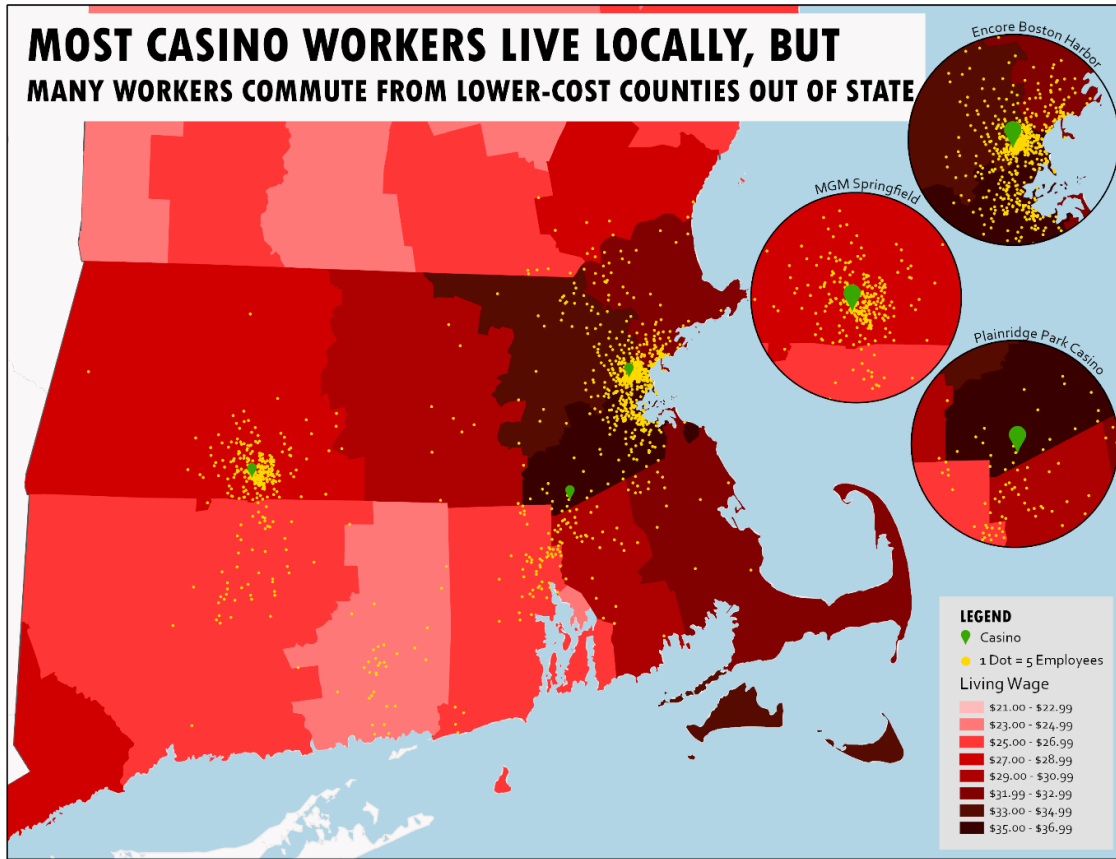 MOST CASINO WORKERS LIVE LOCALLY, BUT
MANY WORKERS COMMUTE FROM LOWER-COST COUNTIES OUT OF STATE
Encore Boston Harbor
MGM Springfield
Plainridge Park Casino
LEGEND
Casino
1 Dot = 5 Employees
Living Wage
$21.00 - $22.99
$23.00 - $24.99
$25.00 - $26.99
$27.00 - $28.99
$29.00 - $30.99
$31.99 - $32.99
$33.00 - $34.99
$35.00 - $36.99